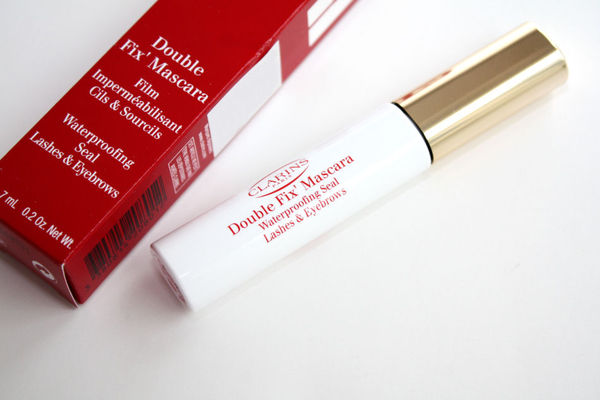 Double
Fix' Mascara
Film
Imperméabilisant
Cils & Sourcils
Waterproofing
Seal
Lashes & Eyebrows
7 mL 0.2 Oz. Net Wt.
CLARINS
Double Fix' Mascara
Waterproofing Seal
Lashes & Eyebrows